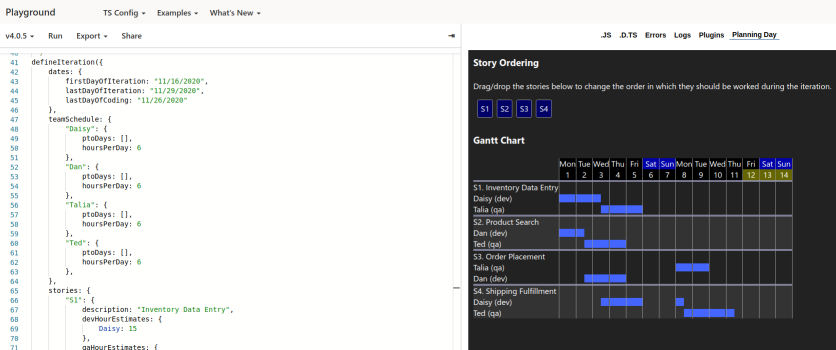 Playground
TS Config
Examples
What's New
v4.0.5
Run
Export
Share
.JS
.D.TS
Errors
Logs
Plugins
Planning Day
41 defineIteration({
42 dates: {
43 firstDayOfIteration: "11/16/2020",
44 lastDayOfIteration: "11/29/2020",
45 lastDayOfCoding: "11/26/2020"
46 },
47 teamSchedule: {
48 "Daisy": {
49 ptoDays: [],
50 hoursPerDay: 6
51 },
52 "Dan": {
53 ptoDays: [],
54 hoursPerDay: 6
55 },
56 "Talia": {
57 ptoDays: [],
58 hoursPerDay: 6
59 },
60 "Ted": {
61 ptoDays: [],
62 hoursPerDay: 6
63 },
64 },
65 stories: {
66 "S1": {
67 description: "Inventory Data Entry",
68 devHourEstimates: {
69 Daisy: 15
70 },
71 qaHourEstimates: {
Story Ordering
Drag/drop the stories below to change the order in which they should be worked during the iteration.
S1 S2 S3 S4
Gantt Chart
Mon Tue Wed Thu Fri Sat Sun Mon Tue Wed Thu Fri Sat Sun
1 2 3 4 5 6 7 8 9 10 11 12 13 14
S1. Inventory Data Entry
Daisy (dev)
Talia (qa)
S2. Product Search
Dan (dev)
Ted (qa)
S3. Order Placement
Talia (qa)
Dan (dev)
S4. Shipping Fulfillment
Daisy (dev)
Ted (qa)